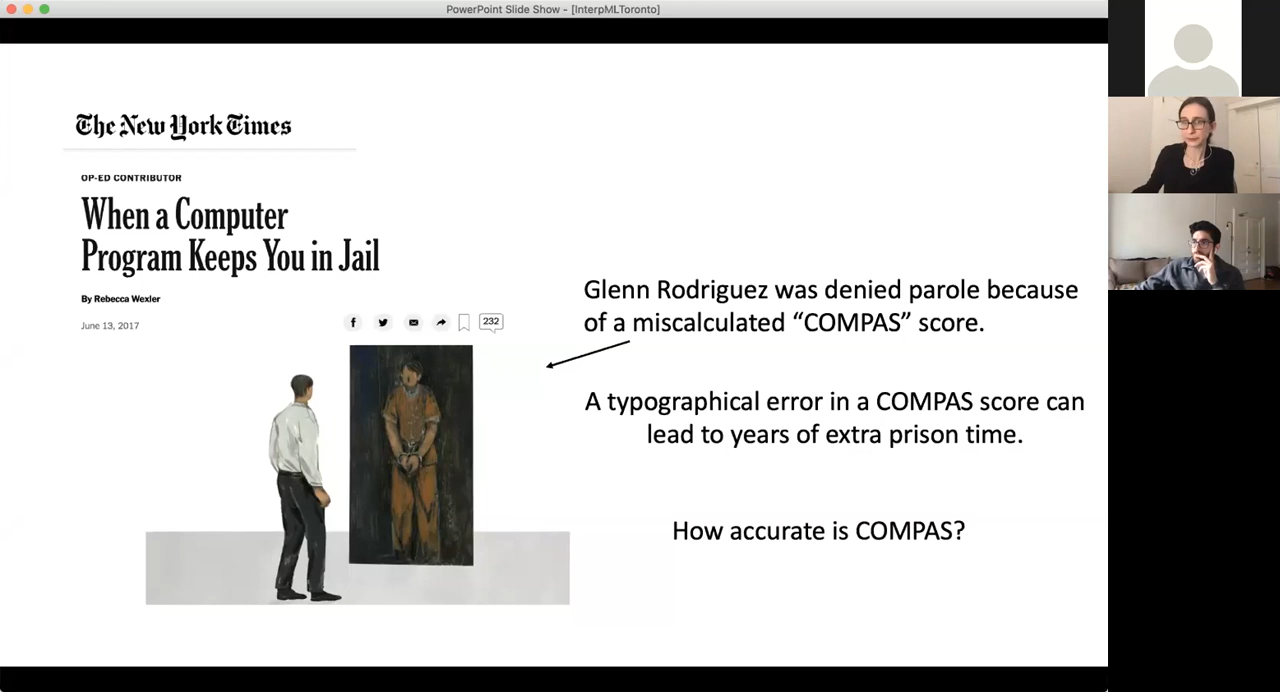 PowerPoint Slide Show - [InterpMLToronto]
The New York Times
OP-ED CONTRIBUTOR
When a Computer
Program Keeps You in Jail
By Rebecca Wexler
June 13, 2017
232
Glenn Rodriguez was denied parole because
of a miscalculated “COMPAS” score.
A typographical error in a COMPAS score can
lead to years of extra prison time.
How accurate is COMPAS?